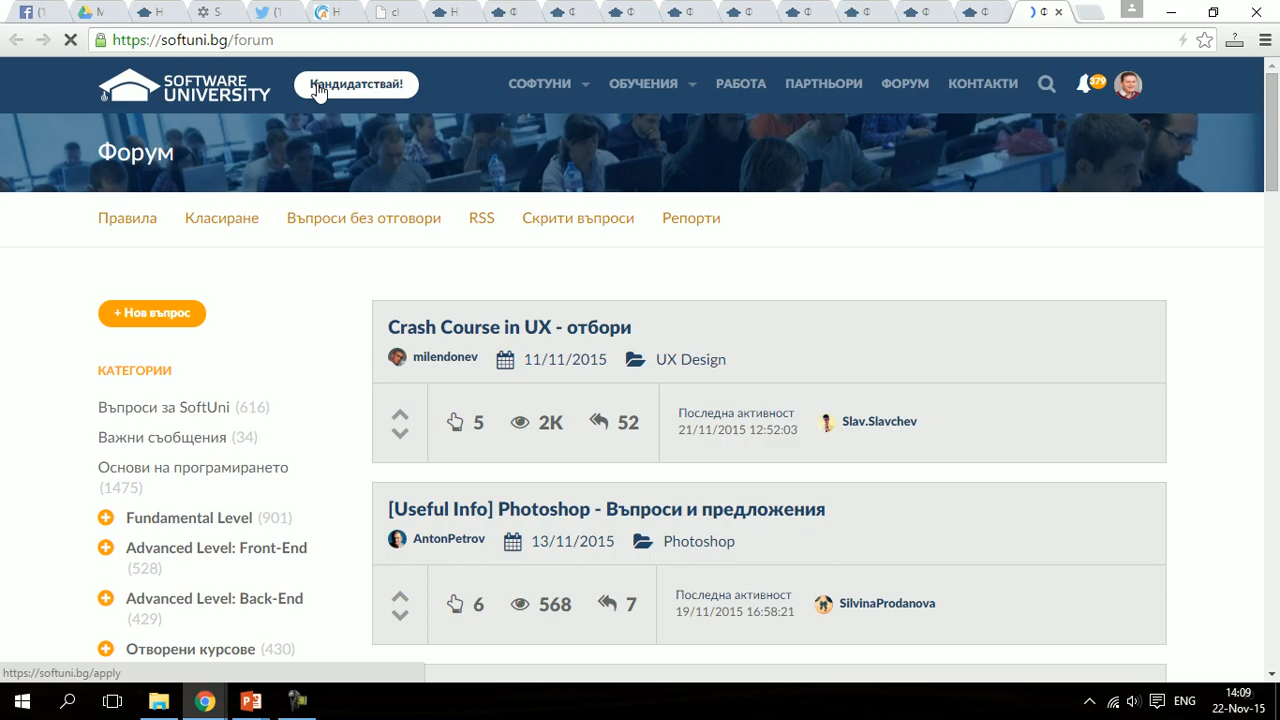 https://softuni.bg/forum
SOFTWARE
UNIVERSITY
Кандидатствай!
СОФТУНИ
ОБУЧЕНИЯ
РАБОТА
ПАРТНЬОРИ
ФОРУМ
КОНТАКТИ
379
Форум
Правила
Класиране
Въпроси без отговори
RSS
Скрити въпроси
Репорти
+ Нов въпрос
КАТЕГОРИИ
Въпроси за SoftUni (616)
Важни съобщения (34)
Основи на програмирането
(1475)
Fundamental Level (901)
Advanced Level: Front-End
(528)
Advanced Level: Back-End
(429)
Отворени курсове (430)
Crash Course in UX - отбори
milendonev
11/11/2015
UX Design
5
2K
52
Последна активност
21/11/2015 12:52:03
Slav.Slavchev
[Useful Info] Photoshop - Въпроси и предложения
AntonPetrov
13/11/2015
Photoshop
6
568
7
Последна активност
19/11/2015 16:58:21
SilvinaProdanova
https://softuni.bg/apply
ENG
14:09
22-Nov-15